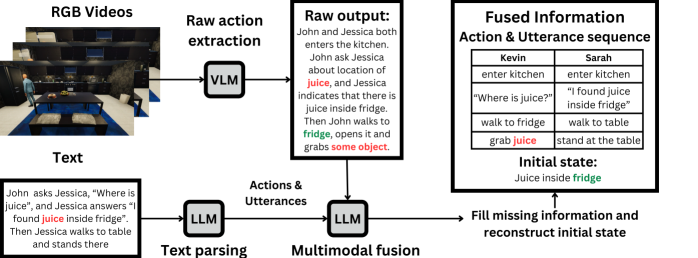 RGB Videos
Raw action
extraction
VLM
Raw output:
John and Jessica both
enters the kitchen.
John ask Jessica
about location of
juice, and Jessica
indicates that there is
juice inside fridge.
Then John walks to
fridge, opens it and
grabs some object.
Text
John asks Jessica, “Where is
juice”, and Jessica answers “I
found juice inside fridge”.
Then Jessica walks to table
and stands there
LLM
Text parsing
Actions &
Utterances
LLM
Multimodal fusion
Fused Information
Action & Utterance sequence
Kevin Sarah
enter kitchen enter kitchen
“Where is juice?” “I found juice
inside fridge”
walk to fridge walk to table
grab juice stand at the table
Initial state:
Juice inside fridge
Fill missing information and
reconstruct initial state